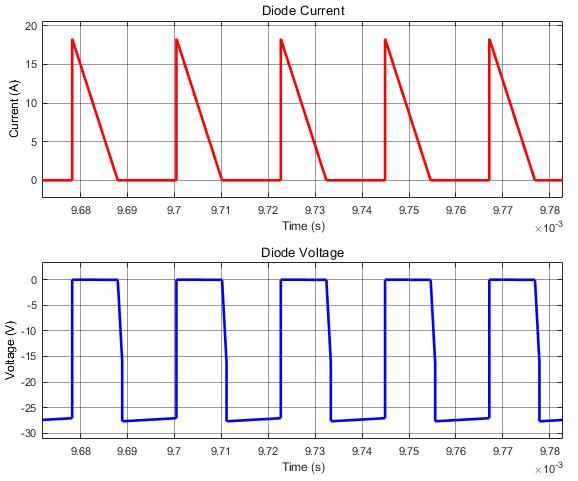 Diode Current
20
15
10
5
0
Current (A)
9.68 9.69 9.7 9.71 9.72 9.73 9.74 9.75 9.76 9.77 9.78
Time (s)
×10⁻³
Diode Voltage
0
-5
-10
-15
-20
-25
-30
Voltage (V)
9.68 9.69 9.7 9.71 9.72 9.73 9.74 9.75 9.76 9.77 9.78
Time (s)
×10⁻³